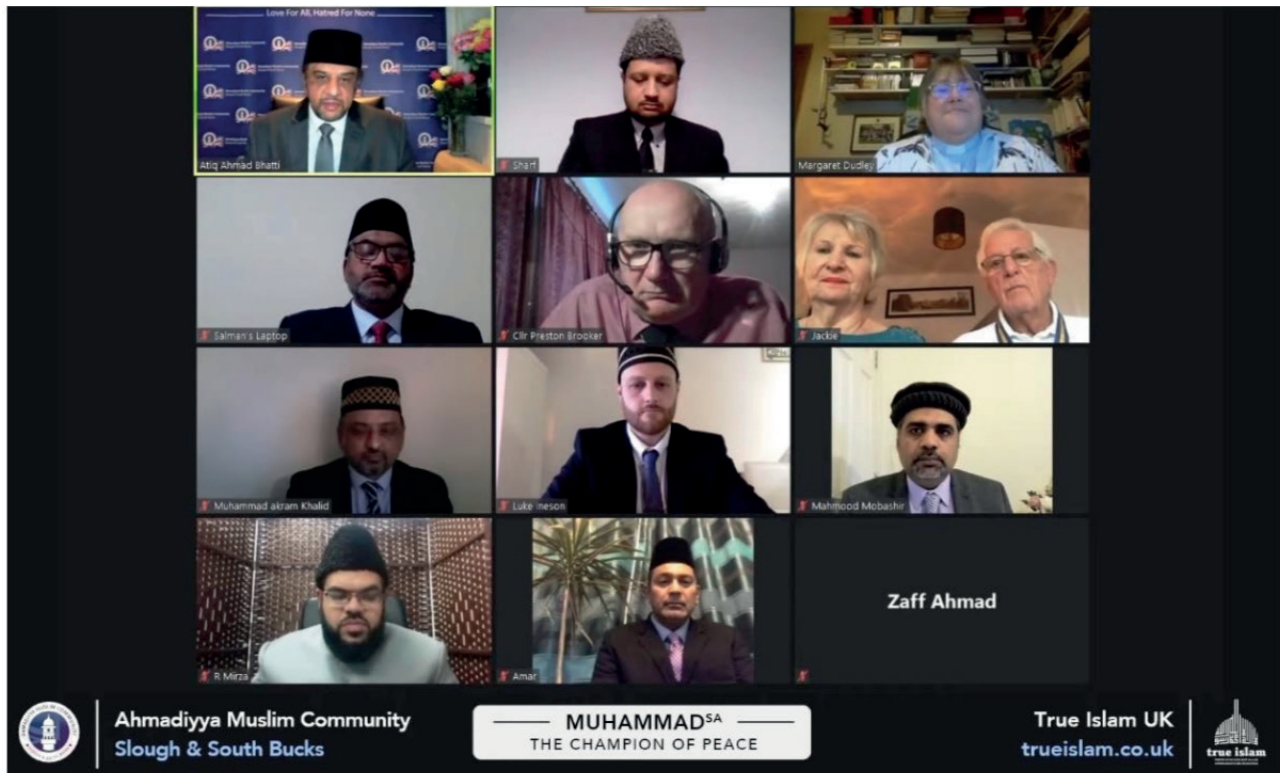 Love For All, Hatred For None
Atiq Ahmad Bhatti
Sharif
Margaret Dudley
Salman's Laptop
Cllr Preston Brooker
Jackie
Muhammad akram Khalid
Luke Ineson
Mahmood Mobashir
R Mirza
Amar
Zaff Ahmad
Ahmadiyya Muslim Community
Slough & South Bucks
MUHAMMADSA
THE CHAMPION OF PEACE
True Islam UK
trueislam.co.uk
true islam